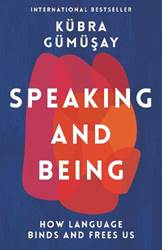 INTERNATIONAL BESTSELLER
KÜBRA
GÜMÜŞAY
SPEAKING
AND
BEING
HOW LANGUAGE
BINDS AND FREES US